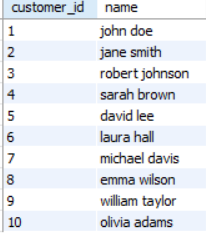 customer_id name
1 john doe
2 jane smith
3 robert johnson
4 sarah brown
5 david lee
6 laura hall
7 michael davis
8 emma wilson
9 william taylor
10 olivia adams